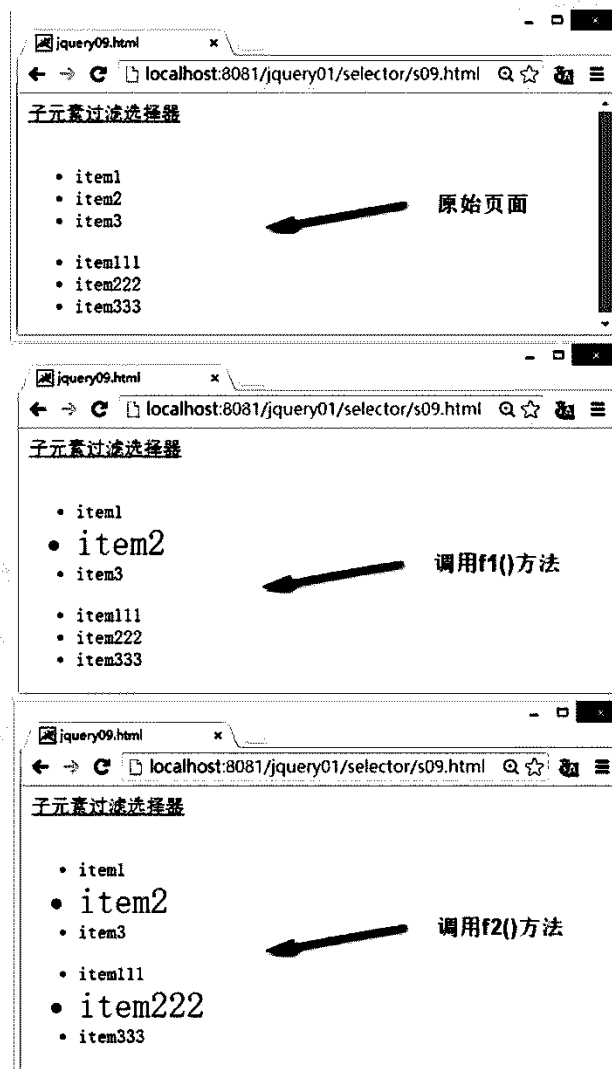 jquery09.html
localhost:8081/jquery01/selector/s09.html
子元素过滤选择器
item1
item2
item3
原始页面
item111
item222
item333
jquery09.html
localhost:8081/jquery01/selector/s09.html
子元素过滤选择器
item1
item2
item3
调用f1()方法
item111
item222
item333
jquery09.html
localhost:8081/jquery01/selector/s09.html
子元素过滤选择器
item1
item2
item3
调用f2()方法
item111
item222
item333